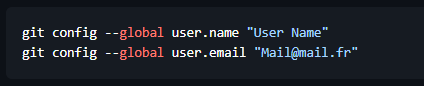 git config --global user.name "User Name"
git config --global user.email "Mail@mail.fr"